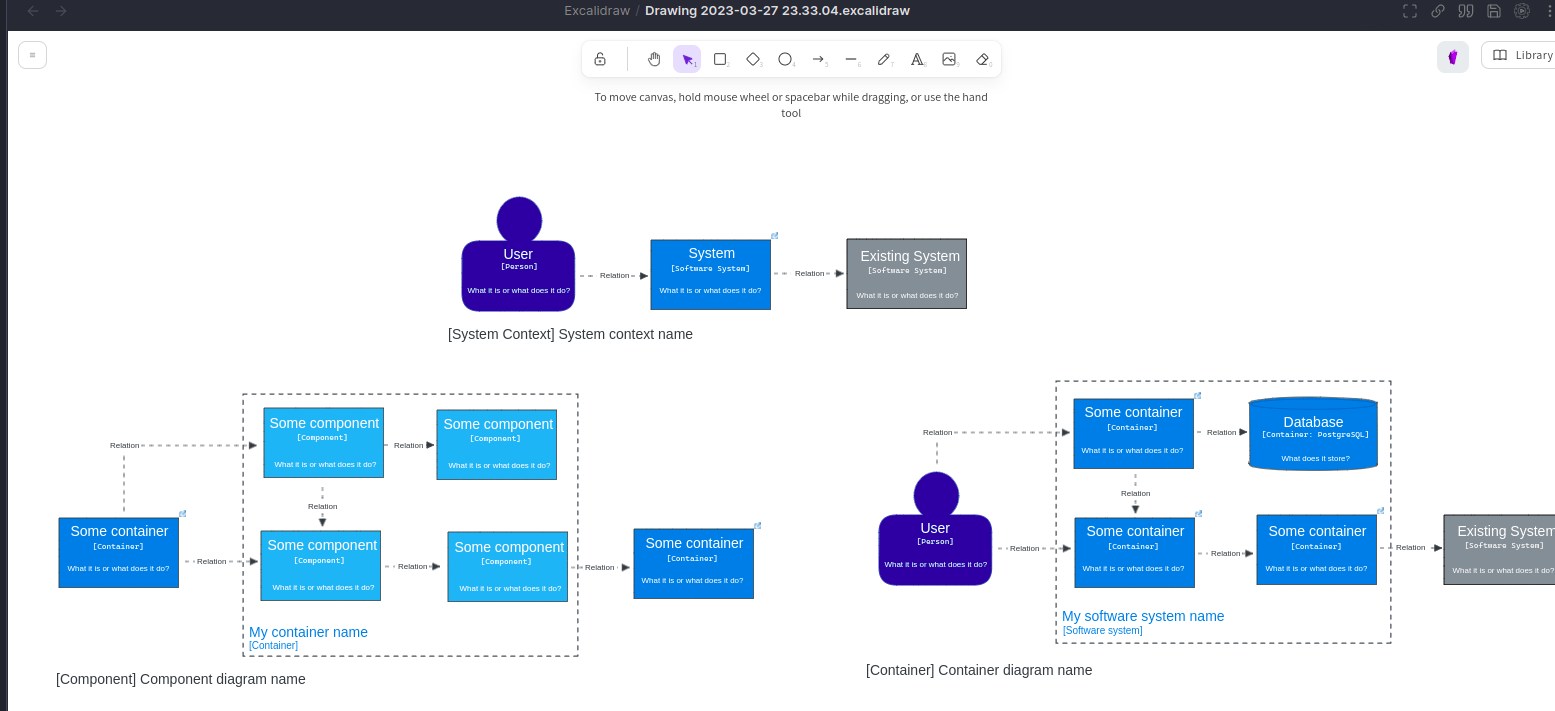 Excalidraw / Drawing 2023-03-27 23.33.04.excalidraw
Library
1 2 3 4 5 6 7 8 9 0
To move canvas, hold mouse wheel or spacebar while dragging, or use the hand
tool
User
[Person]
What it is or what does it do?
Relation
System
[Software System]
What it is or what does it do?
Relation
Existing System
[Software System]
What it is or what does it do?
[System Context] System context name
Relation
Some component
[Component]
What it is or what does it do?
Relation
Some component
[Component]
What it is or what does it do?
Relation
Some container
[Container]
What it is or what does it do?
Relation
Some component
[Component]
What it is or what does it do?
Relation
Some component
[Component]
What it is or what does it do?
Relation
Some container
[Container]
What it is or what does it do?
My container name
[Container]
[Component] Component diagram name
Relation
Some container
[Container]
What it is or what does it do?
Relation
Database
[Container: PostgreSQL]
What does it store?
Relation
User
[Person]
What it is or what does it do?
Relation
Some container
[Container]
What it is or what does it do?
Relation
Some container
[Container]
What it is or what does it do?
Relation
Existing System
[Software System]
What it is or what does it do?
My software system name
[Software system]
[Container] Container diagram name